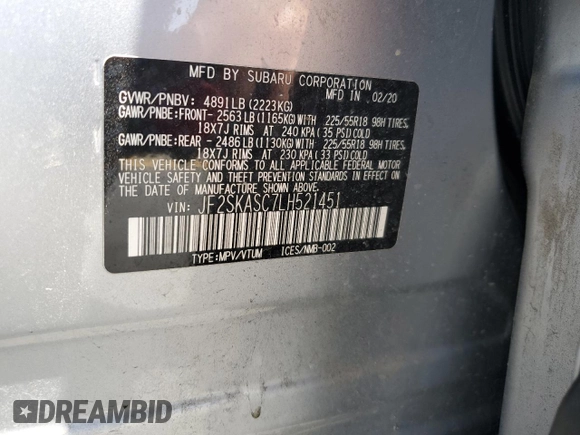 MFD BY SUBARU CORPORATION
MFD IN 02/20
GVWR/PNBV: 4891LB (2223KG)
GAWR/PNBE:FRONT- 2563LB(1165KG)WITH 225/55R18 98H TIRES,
18X7J RIMS AT 240 KPA(35 PSI)COLD
GAWR/PNBE:REAR - 2486LB(1130KG)WITH 225/55R18 98H TIRES,
18X7J RIMS AT 230 KPA(33 PSI)COLD
THIS VEHICLE CONFORMS TO ALL APPLICABLE FEDERAL MOTOR
VEHICLE SAFETY AND THEFT PREVENTION STANDARDS IN EFFECT
ON THE DATE OF MANUFACTURE SHOWN ABOVE.
VIN: JF2SKASC7LH521451
TYPE:MPV/VTUM ICES/NMB-002
DREAMBID